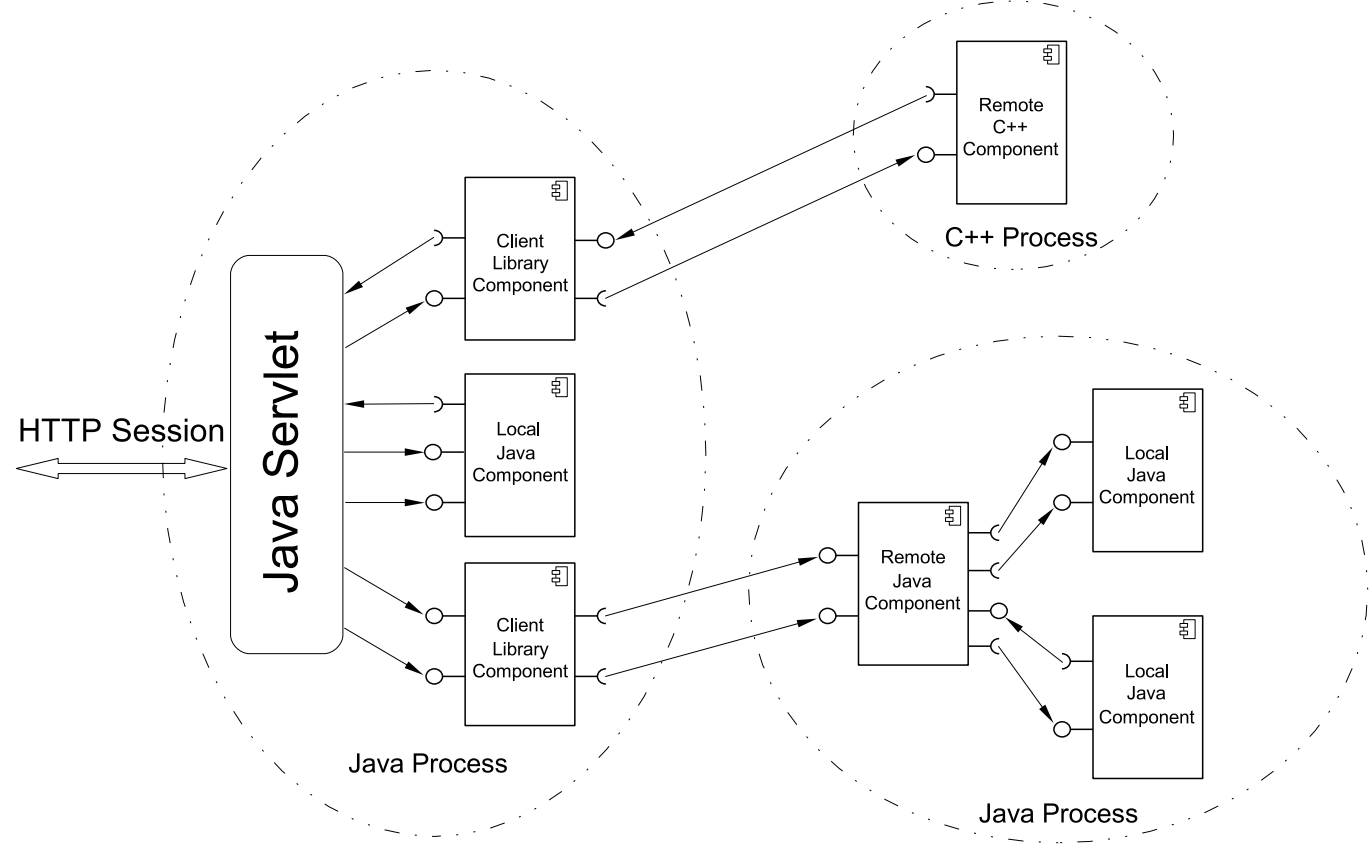 HTTP Session
Java Servlet
Client
Library
Component
Local
Java
Component
Client
Library
Component
Java Process
Remote
C++
Component
C++ Process
Remote
Java
Component
Local
Java
Component
Local
Java
Component
Java Process